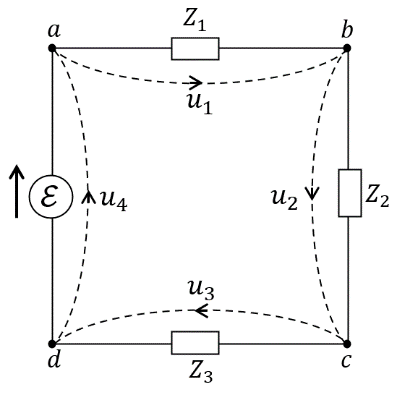 Z₁
a
b
u₁
ℰ
u₄
u₂
Z₂
u₃
d
Z₃
c